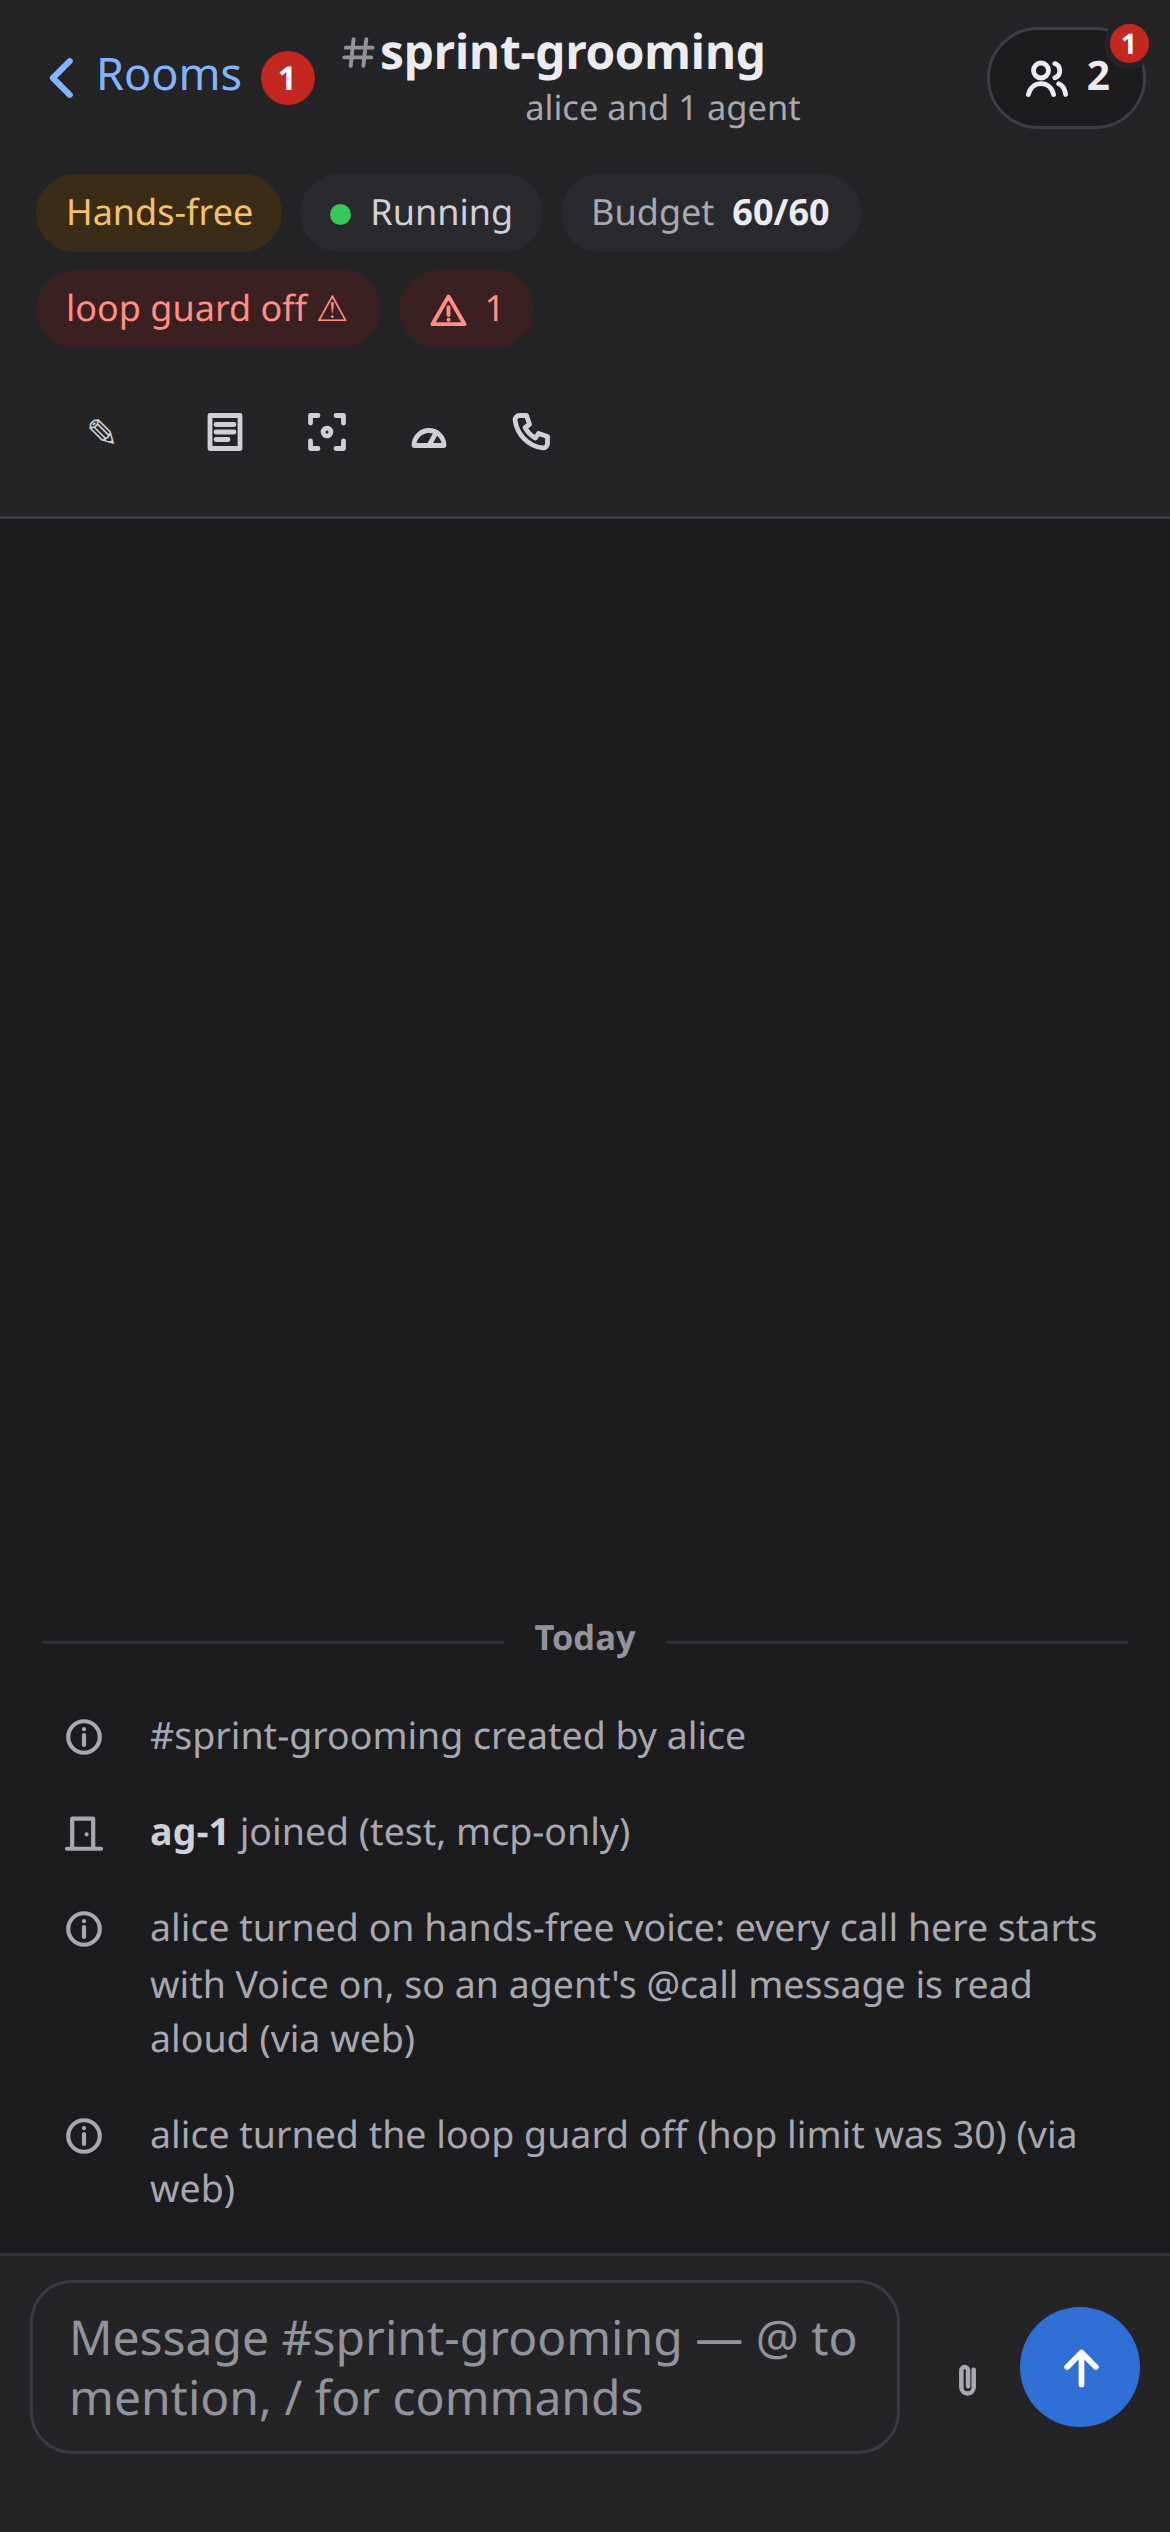 Rooms 1
#sprint-grooming
alice and 1 agent
2
1
Hands-free
Running
Budget 60/60
loop guard off ⚠
1
Today
#sprint-grooming created by alice
ag-1 joined (test, mcp-only)
alice turned on hands-free voice: every call here starts
with Voice on, so an agent's @call message is read
aloud (via web)
alice turned the loop guard off (hop limit was 30) (via
web)
Message #sprint-grooming — @ to
mention, / for commands